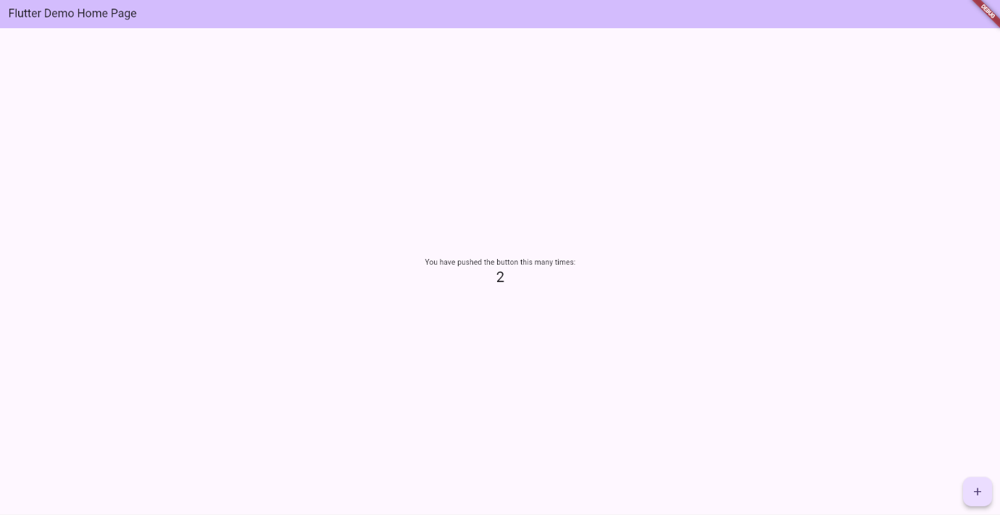 Flutter Demo Home Page
DEBUG
You have pushed the button this many times:
2
+